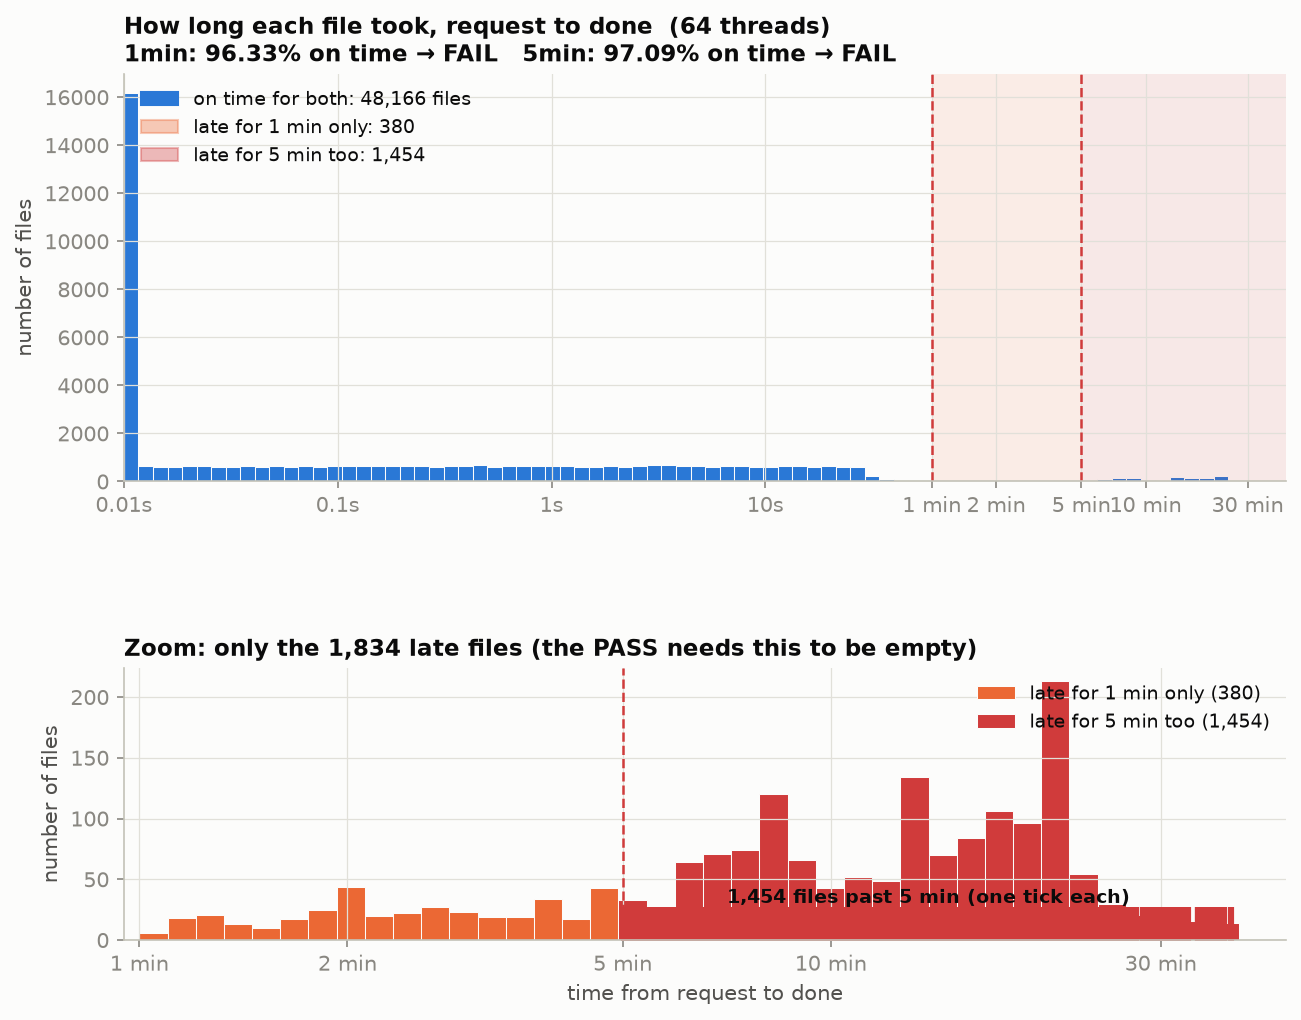 How long each file took, request to done  (64 threads)
1min: 96.33% on time → FAIL   5min: 97.09% on time → FAIL
number of files
16000
14000
12000
10000
8000
6000
4000
2000
0
on time for both: 48,166 files
late for 1 min only: 380
late for 5 min too: 1,454
0.01s 0.1s 1s 10s 1 min 2 min 5 min 10 min 30 min
Zoom: only the 1,834 late files (the PASS needs this to be empty)
number of files
200
150
100
50
0
late for 1 min only (380)
late for 5 min too (1,454)
1,454 files past 5 min (one tick each)
1 min 2 min 5 min 10 min 30 min
time from request to done